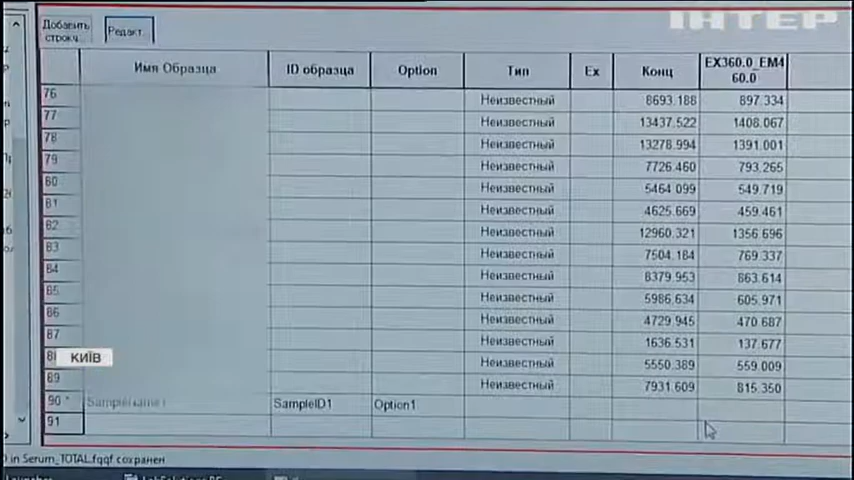 ІНТЕР
Добавить строку... Редакт...
Имя Образца ID образца Option Тип Ex Конц EX360.0_EM460.0
76 Неизвестный 8693.188 897.334
77 Неизвестный 13437.522 1408.067
78 Неизвестный 13278.994 1391.001
79 Неизвестный 7726.460 793.265
80 Неизвестный 5464.099 549.719
81 Неизвестный 4625.669 459.461
82 Неизвестный 12960.321 1356.696
83 Неизвестный 7504.184 769.337
84 Неизвестный 8379.953 863.614
85 Неизвестный 5986.634 605.971
86 Неизвестный 4729.945 470.687
87 Неизвестный 1636.531 137.677
КИЇВ Неизвестный 5550.389 559.009
89 Неизвестный 7931.609 815.350
90 * SampleName1 SampleID1 Option1
91
in Serum_TOTAL.fqqf сохранен